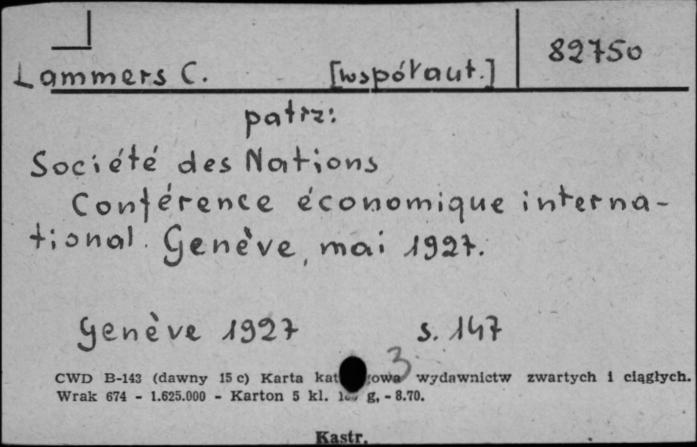 82750
Lammers C. [współaut.]
patrz:
Société des Nations
Conférence économique interna-
tional. Genève, mai 1927.
Genève 1927 s. 147
3
CWD B-143 (dawny 15 c) Karta kat owa wydawnictw zwartych i ciągłych.
Wrak 674 - 1.625.000 - Karton 5 kl. g, - 8.70.
Kastr.